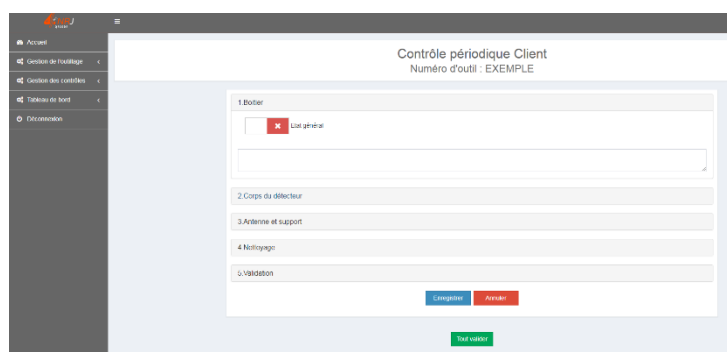 Accueil
Gestion de l'outillage
Gestion des contrôles
Tableau de bord
Déconnexion
Contrôle périodique Client
Numéro d'outil : EXEMPLE
1.Boitier
Etat général
2.Corps du détecteur
3.Antenne et support
4.Nettoyage
5.Validation
Enregistrer Annuler
Tout valider